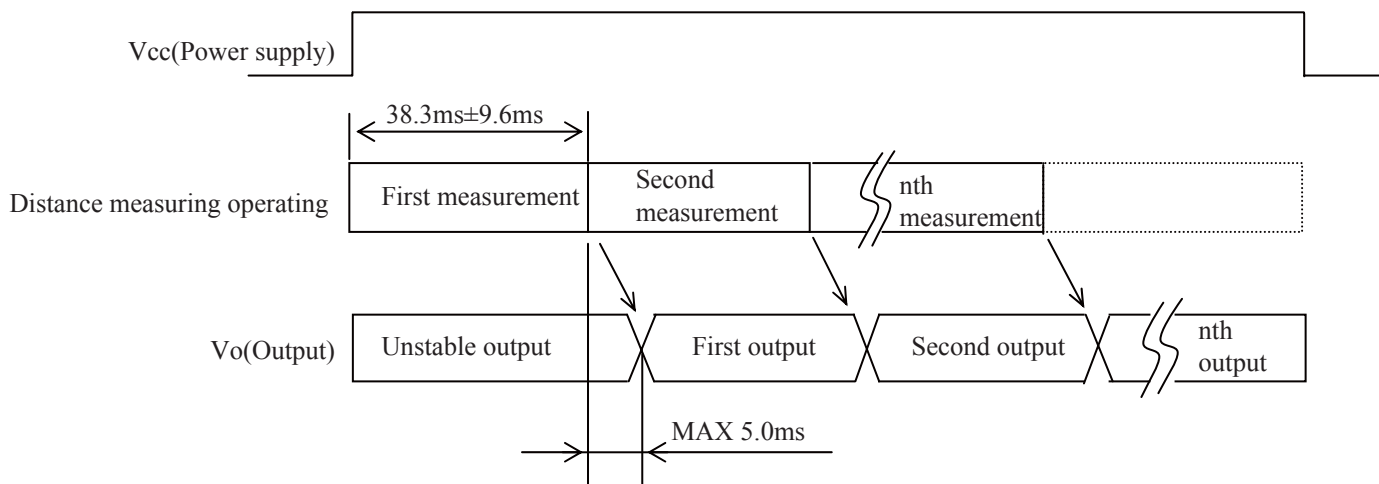 Vcc(Power supply)
38.3ms±9.6ms
Distance measuring operating
First measurement
Second
measurement
nth
measurement
Vo(Output)
Unstable output
First output
Second output
nth
output
MAX 5.0ms